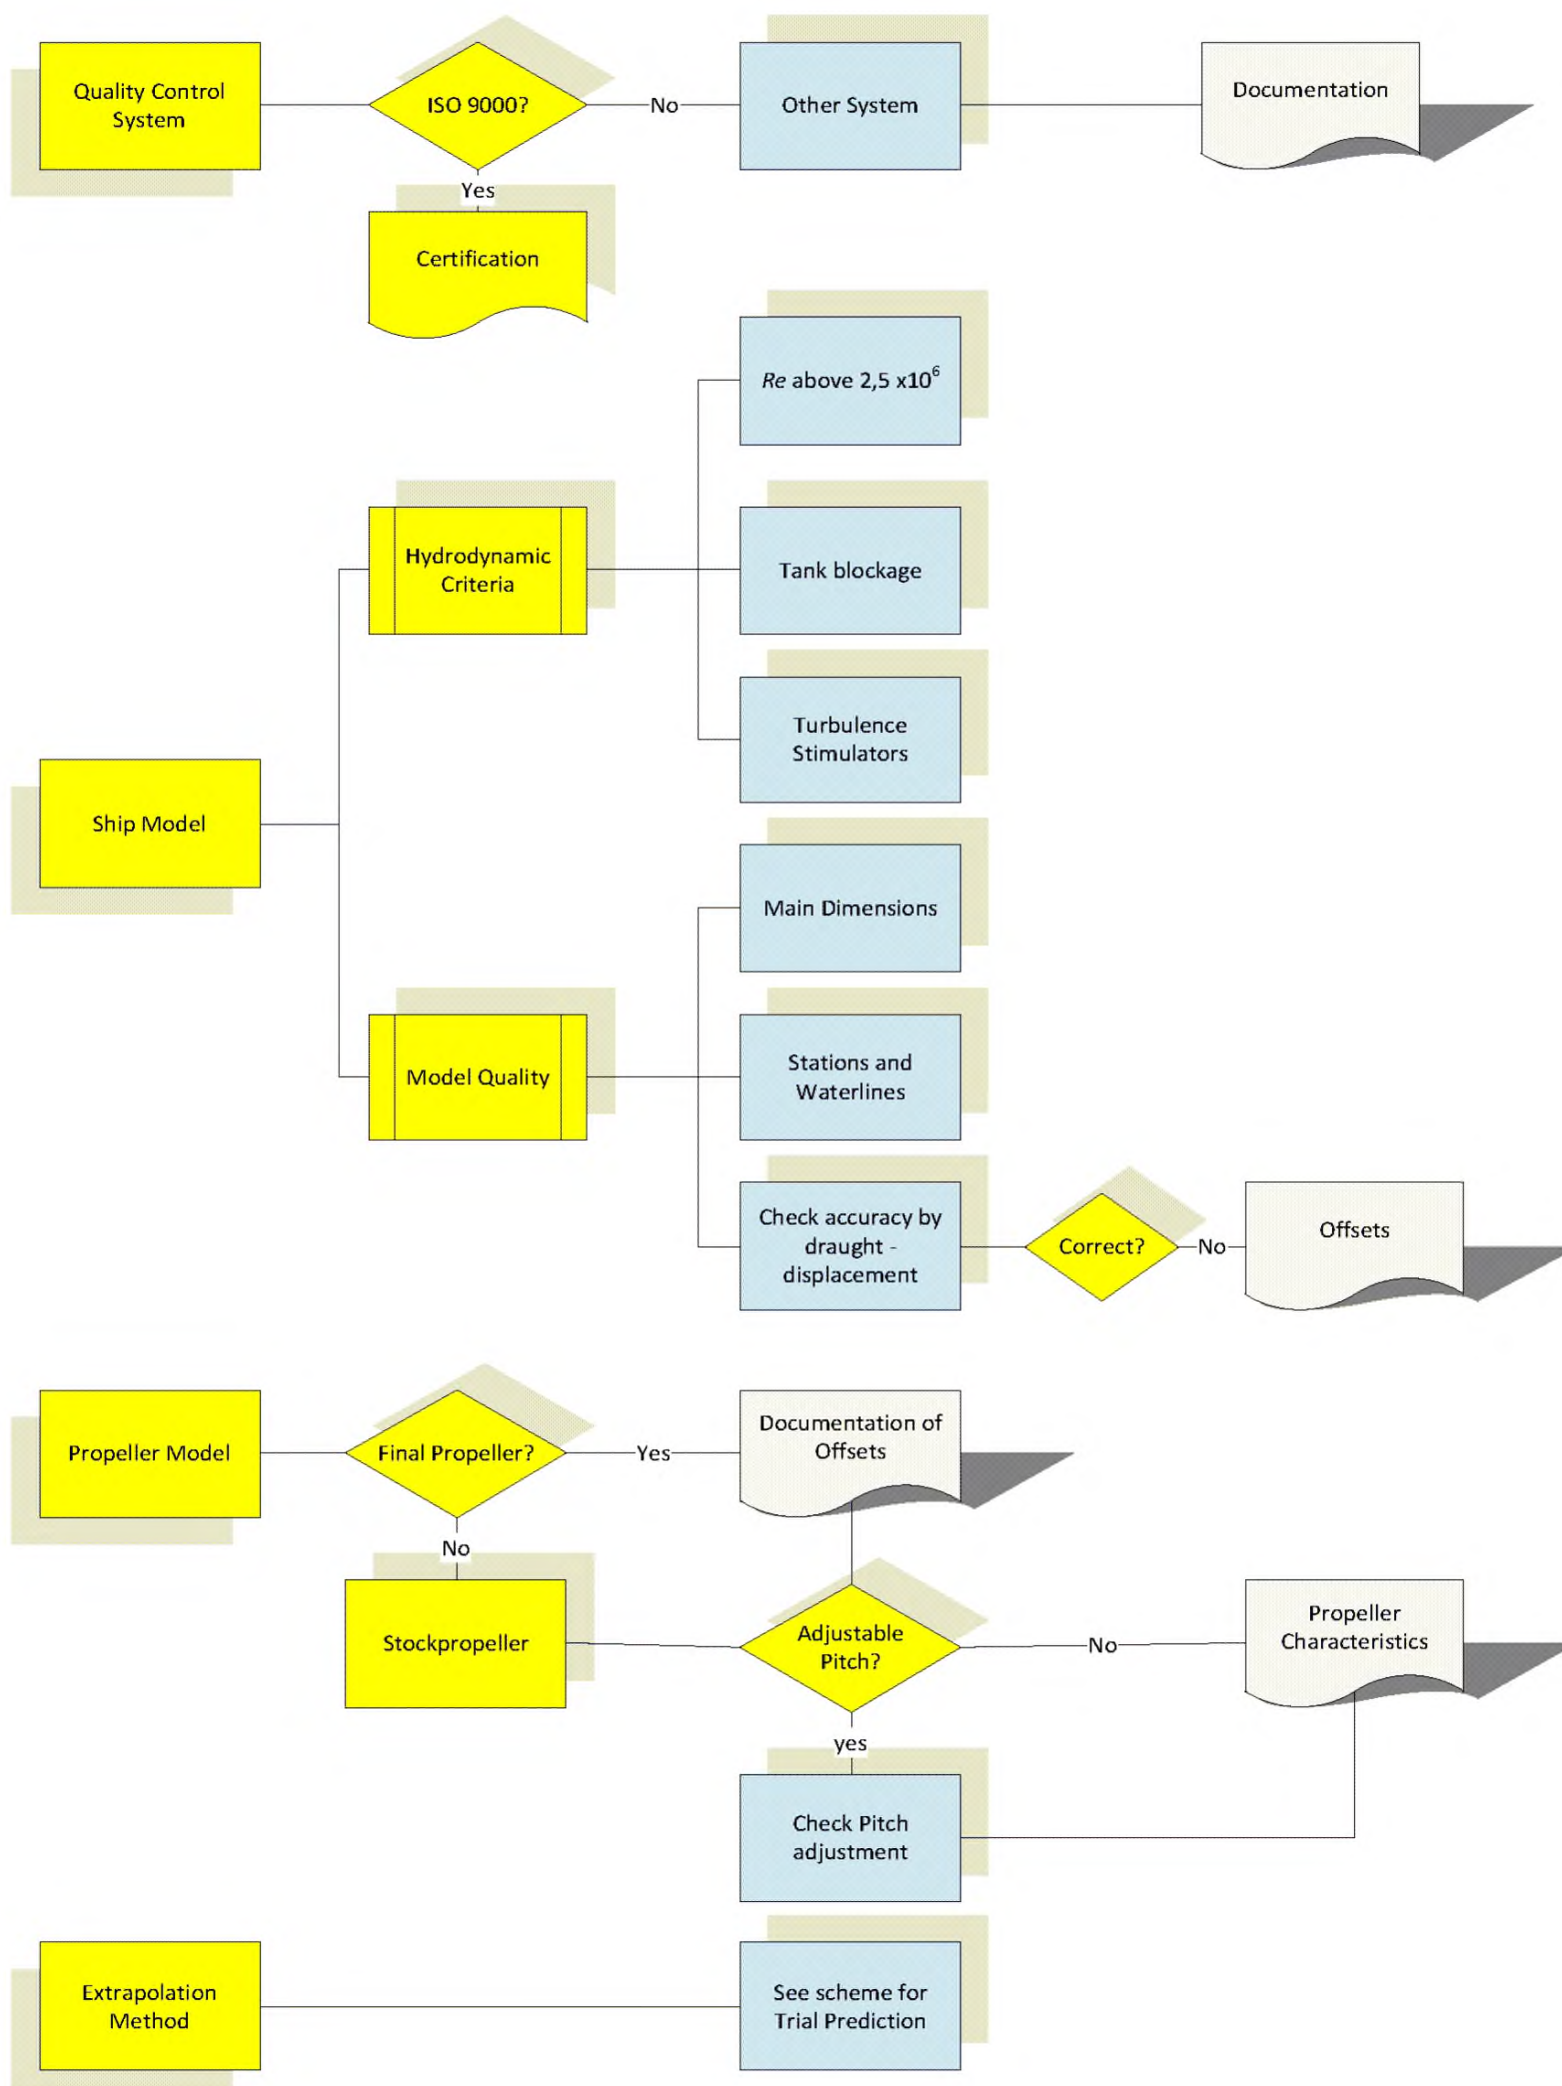 Quality Control
System
ISO 9000?
No
Other System
Documentation
Yes
Certification
Re above 2,5 x10⁶
Hydrodynamic
Criteria
Tank blockage
Turbulence
Stimulators
Ship Model
Main Dimensions
Model Quality
Stations and
Waterlines
Check accuracy by
draught -
displacement
Correct?
No
Offsets
Propeller Model
Final Propeller?
Yes
Documentation of
Offsets
No
Stockpropeller
Adjustable
Pitch?
No
Propeller
Characteristics
yes
Check Pitch
adjustment
Extrapolation
Method
See scheme for
Trial Prediction